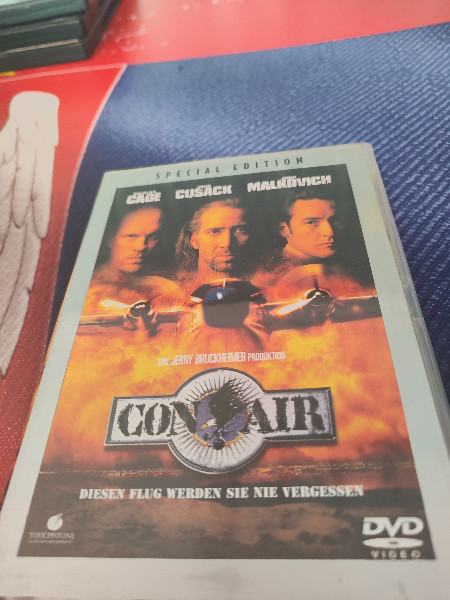 SPECIAL EDITION
CAGE CUSACK MALKOVICH
EINE JERRY BRUCKHEIMER PRODUKTION
CON AIR
DIESEN FLUG WERDEN SIE NIE VERGESSEN
TOUCHSTONE
DVD
VIDEO